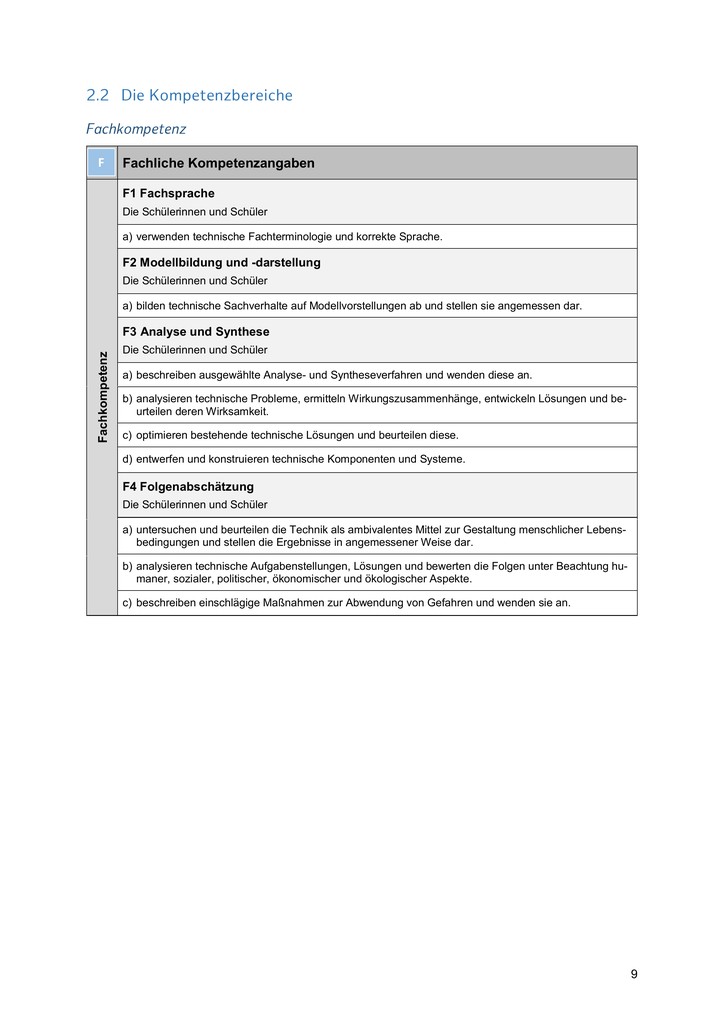 2.2 Die Kompetenzbereiche
Fachkompetenz
F Fachliche Kompetenzangaben
Fachkompetenz
F1 Fachsprache
Die Schülerinnen und Schüler
a) verwenden technische Fachterminologie und korrekte Sprache.
F2 Modellbildung und -darstellung
Die Schülerinnen und Schüler
a) bilden technische Sachverhalte auf Modellvorstellungen ab und stellen sie angemessen dar.
F3 Analyse und Synthese
Die Schülerinnen und Schüler
a) beschreiben ausgewählte Analyse- und Syntheseverfahren und wenden diese an.
b) analysieren technische Probleme, ermitteln Wirkungszusammenhänge, entwickeln Lösungen und be-
urteilen deren Wirksamkeit.
c) optimieren bestehende technische Lösungen und beurteilen diese.
d) entwerfen und konstruieren technische Komponenten und Systeme.
F4 Folgenabschätzung
Die Schülerinnen und Schüler
a) untersuchen und beurteilen die Technik als ambivalentes Mittel zur Gestaltung menschlicher Lebens-
bedingungen und stellen die Ergebnisse in angemessener Weise dar.
b) analysieren technische Aufgabenstellungen, Lösungen und bewerten die Folgen unter Beachtung hu-
maner, sozialer, politischer, ökonomischer und ökologischer Aspekte.
c) beschreiben einschlägige Maßnahmen zur Abwendung von Gefahren und wenden sie an.
9